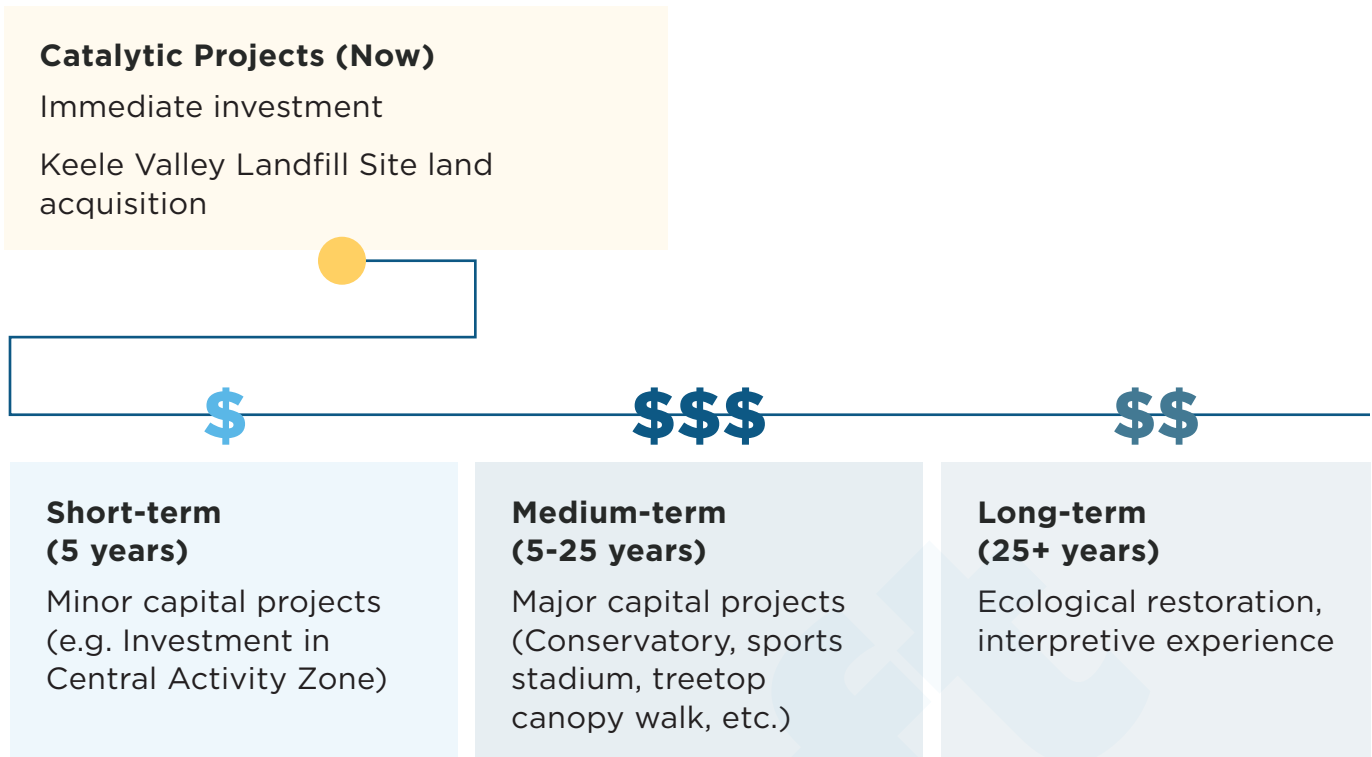 Catalytic Projects (Now)
Immediate investment
Keele Valley Landfill Site land
acquisition
$
$$$
$$
Short-term
(5 years)
Minor capital projects
(e.g. Investment in
Central Activity Zone)
Medium-term
(5-25 years)
Major capital projects
(Conservatory, sports
stadium, treetop
canopy walk, etc.)
Long-term
(25+ years)
Ecological restoration,
interpretive experience